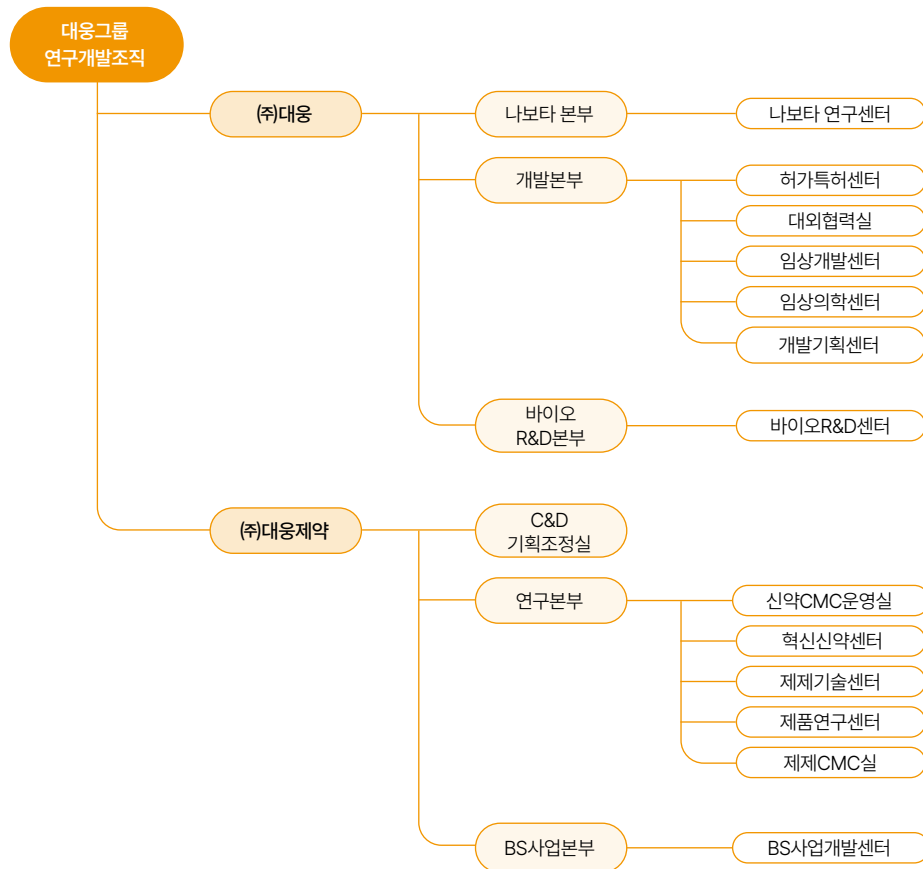 대웅그룹
연구개발조직
㈜대웅
나보타 본부
나보타 연구센터
개발본부
허가특허센터
대외협력실
임상개발센터
임상의학센터
개발기획센터
바이오
R&D본부
바이오R&D센터
㈜대웅제약
C&D
기획조정실
연구본부
신약CMC운영실
혁신신약센터
제제기술센터
제품연구센터
제제CMC실
BS사업본부
BS사업개발센터